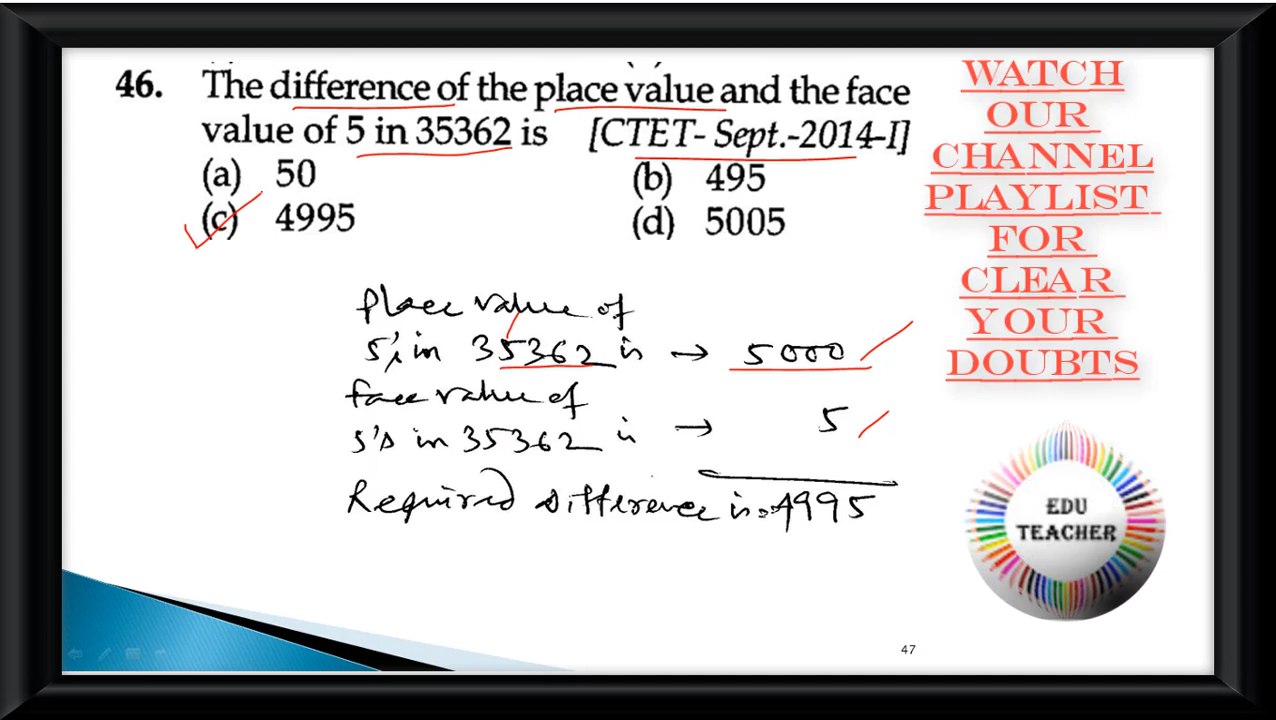 46. The difference of the place value and the face
value of 5 in 35362 is [CTET- Sept.-2014-I]
(a) 50 (b) 495
(c) 4995 (d) 5005
place value of
5's in 35362 is → 5000
face value of
5's in 35362 is → 5
Required difference is 4995
WATCH
OUR
CHANNEL
PLAYLIST
FOR
CLEAR
YOUR
DOUBTS
EDU
TEACHER
47